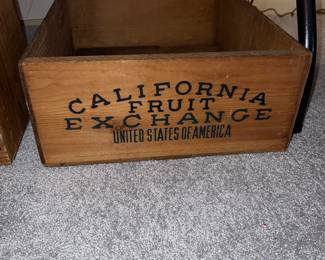 CALIFORNIA
FRUIT
EXCHANGE
UNITED STATES OF AMERICA